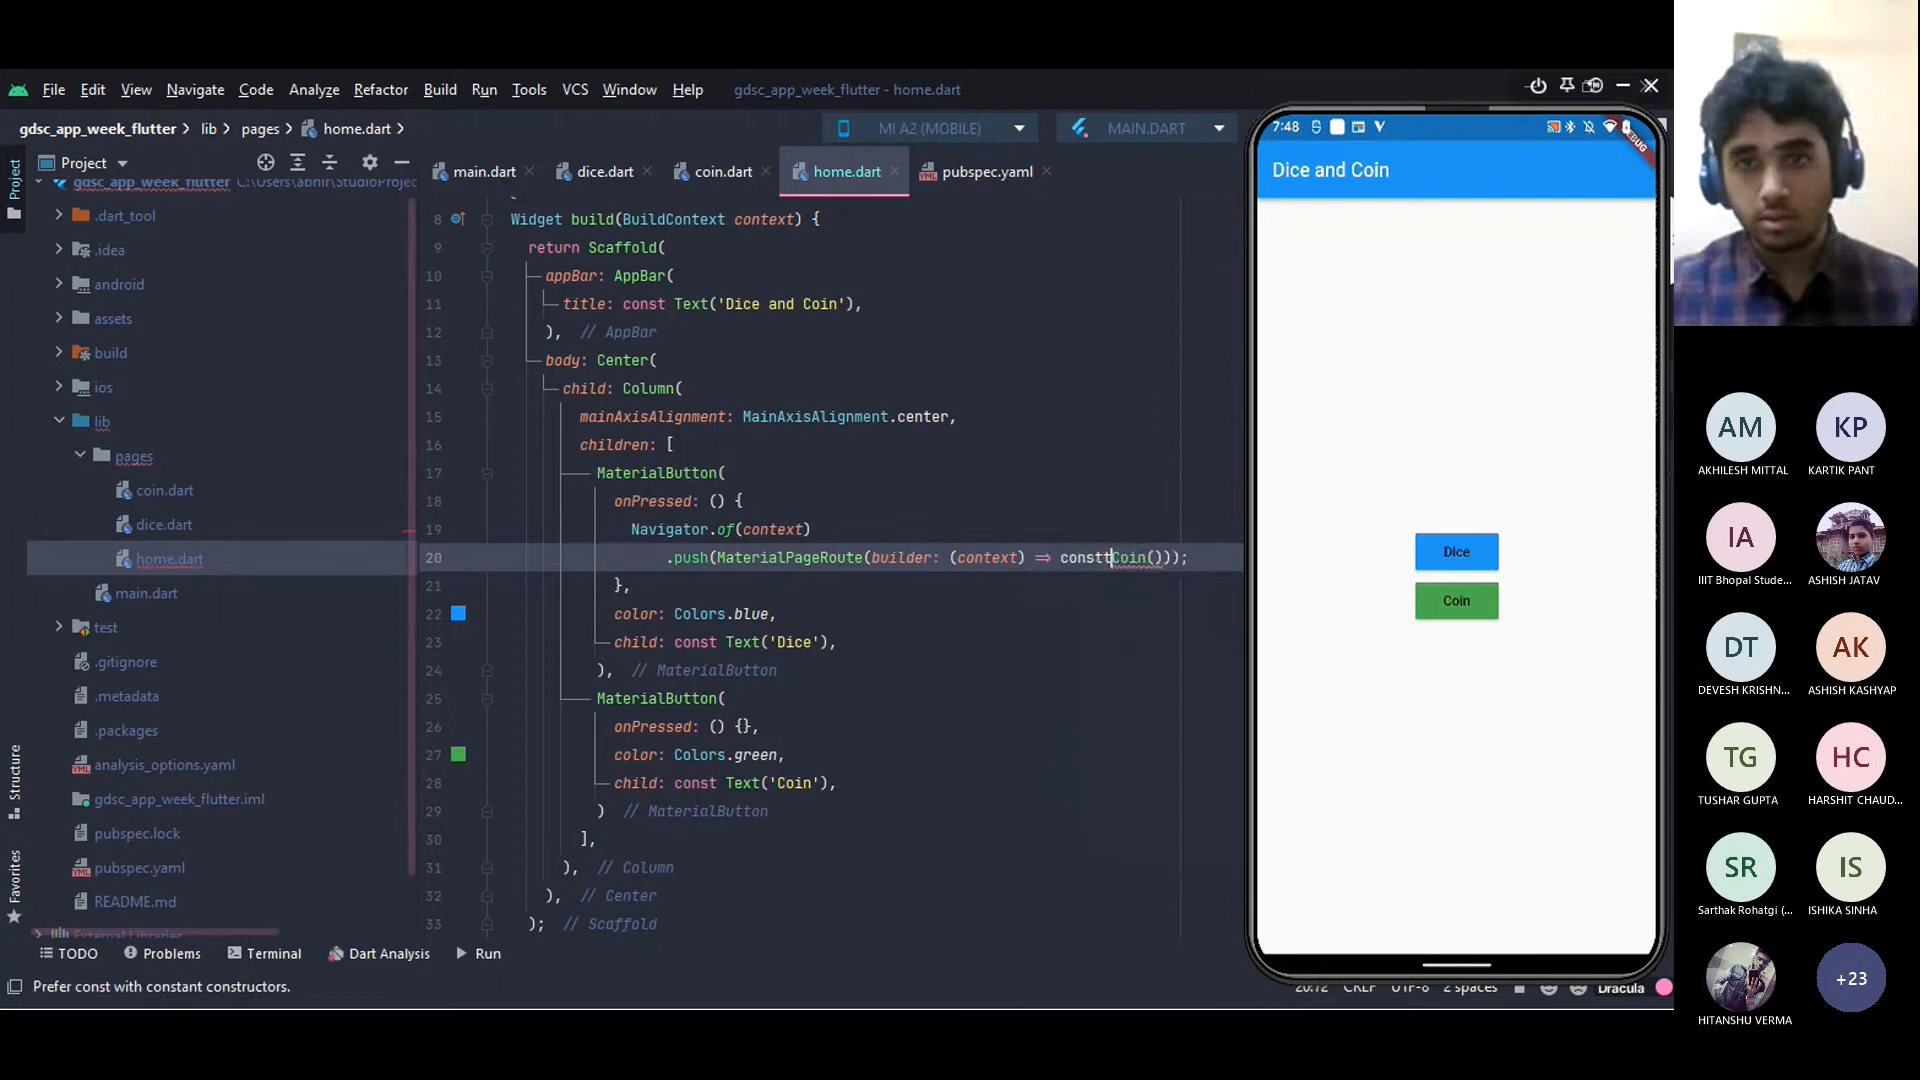 File Edit View Navigate Code Analyze Refactor Build Run Tools VCS Window Help gdsc_app_week_flutter - home.dart
gdsc_app_week_flutter lib pages home.dart MI A2 (MOBILE) MAIN.DART
Project
Project
main.dart dice.dart coin.dart home.dart pubspec.yaml
gdsc_app_week_flutter C:\Users\abhir\StudioProjec
.dart_tool
.idea
android
assets
build
ios
lib
pages
coin.dart
dice.dart
home.dart
main.dart
test
.gitignore
.metadata
.packages
analysis_options.yaml
gdsc_app_week_flutter.iml
pubspec.lock
pubspec.yaml
README.md
External Libraries
Structure
Favorites
8 Widget build(BuildContext context) {
9 return Scaffold(
10 appBar: AppBar(
11 title: const Text('Dice and Coin'),
12 ), // AppBar
13 body: Center(
14 child: Column(
15 mainAxisAlignment: MainAxisAlignment.center,
16 children: [
17 MaterialButton(
18 onPressed: () {
19 Navigator.of(context)
20 .push(MaterialPageRoute(builder: (context) => consttCoin()));
21 },
22 color: Colors.blue,
23 child: const Text('Dice'),
24 ), // MaterialButton
25 MaterialButton(
26 onPressed: () {},
27 color: Colors.green,
28 child: const Text('Coin'),
29 ) // MaterialButton
30 ],
31 ), // Column
32 ), // Center
33 ); // Scaffold
TODO Problems Terminal Dart Analysis Run
Prefer const with constant constructors.
20:72 CRLF UTF-8 2 spaces Dracula
7:48
DEBUG
Dice and Coin
Dice
Coin
AM KP
AKHILESH MITTAL KARTIK PANT
IA
IIIT Bhopal Stude... ASHISH JATAV
DT AK
DEVESH KRISHN... ASHISH KASHYAP
TG HC
TUSHAR GUPTA HARSHIT CHAUD...
SR IS
Sarthak Rohatgi (... ISHIKA SINHA
+23
HITANSHU VERMA